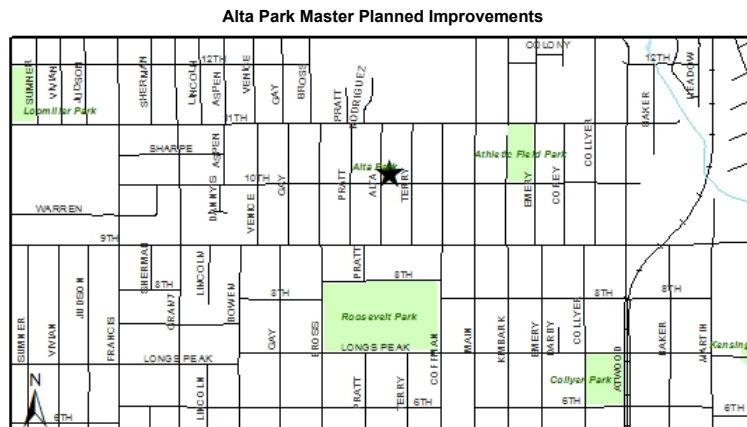 Alta Park Master Planned Improvements
COLONY
12TH
12TH
SUMNER
VIVIAN
JUDSON
SHERMAN
LINCOLN
ASPEN
VENICE
GAY
BROSS
PRATT
RODRIGUEZ
BAKER
MEADOW
Loomiller Park
11TH
SHARPE
ASPEN
Alta Park
Athletic Field Park
COLLYER
10TH
DANNYS
VENICE
GAY
PRATT
ALTA
TERRY
EMERY
COREY
WARREN
9TH
SHERMAN
LINCOLN
PRATT
8TH
8TH
8TH
8TH
8TH
SUMNER
VIVIAN
JUDSON
FRANCIS
GRANT
BOWEN
GAY
BROSS
Roosevelt Park
COFFMAN
MAIN
KIMBARK
EMERY
DARBY
COLLYER
ATWOOD
BAKER
MARTIN
LONGS PEAK
LONGS PEAK
Kensing
Collyer Park
N
LINCOLN
PRATT
TERRY
6TH
6TH
6TH